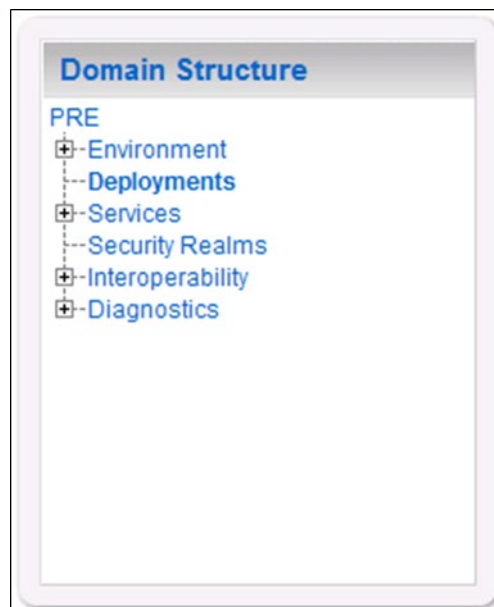 Domain Structure
PRE
Environment
Deployments
Services
Security Realms
Interoperability
Diagnostics